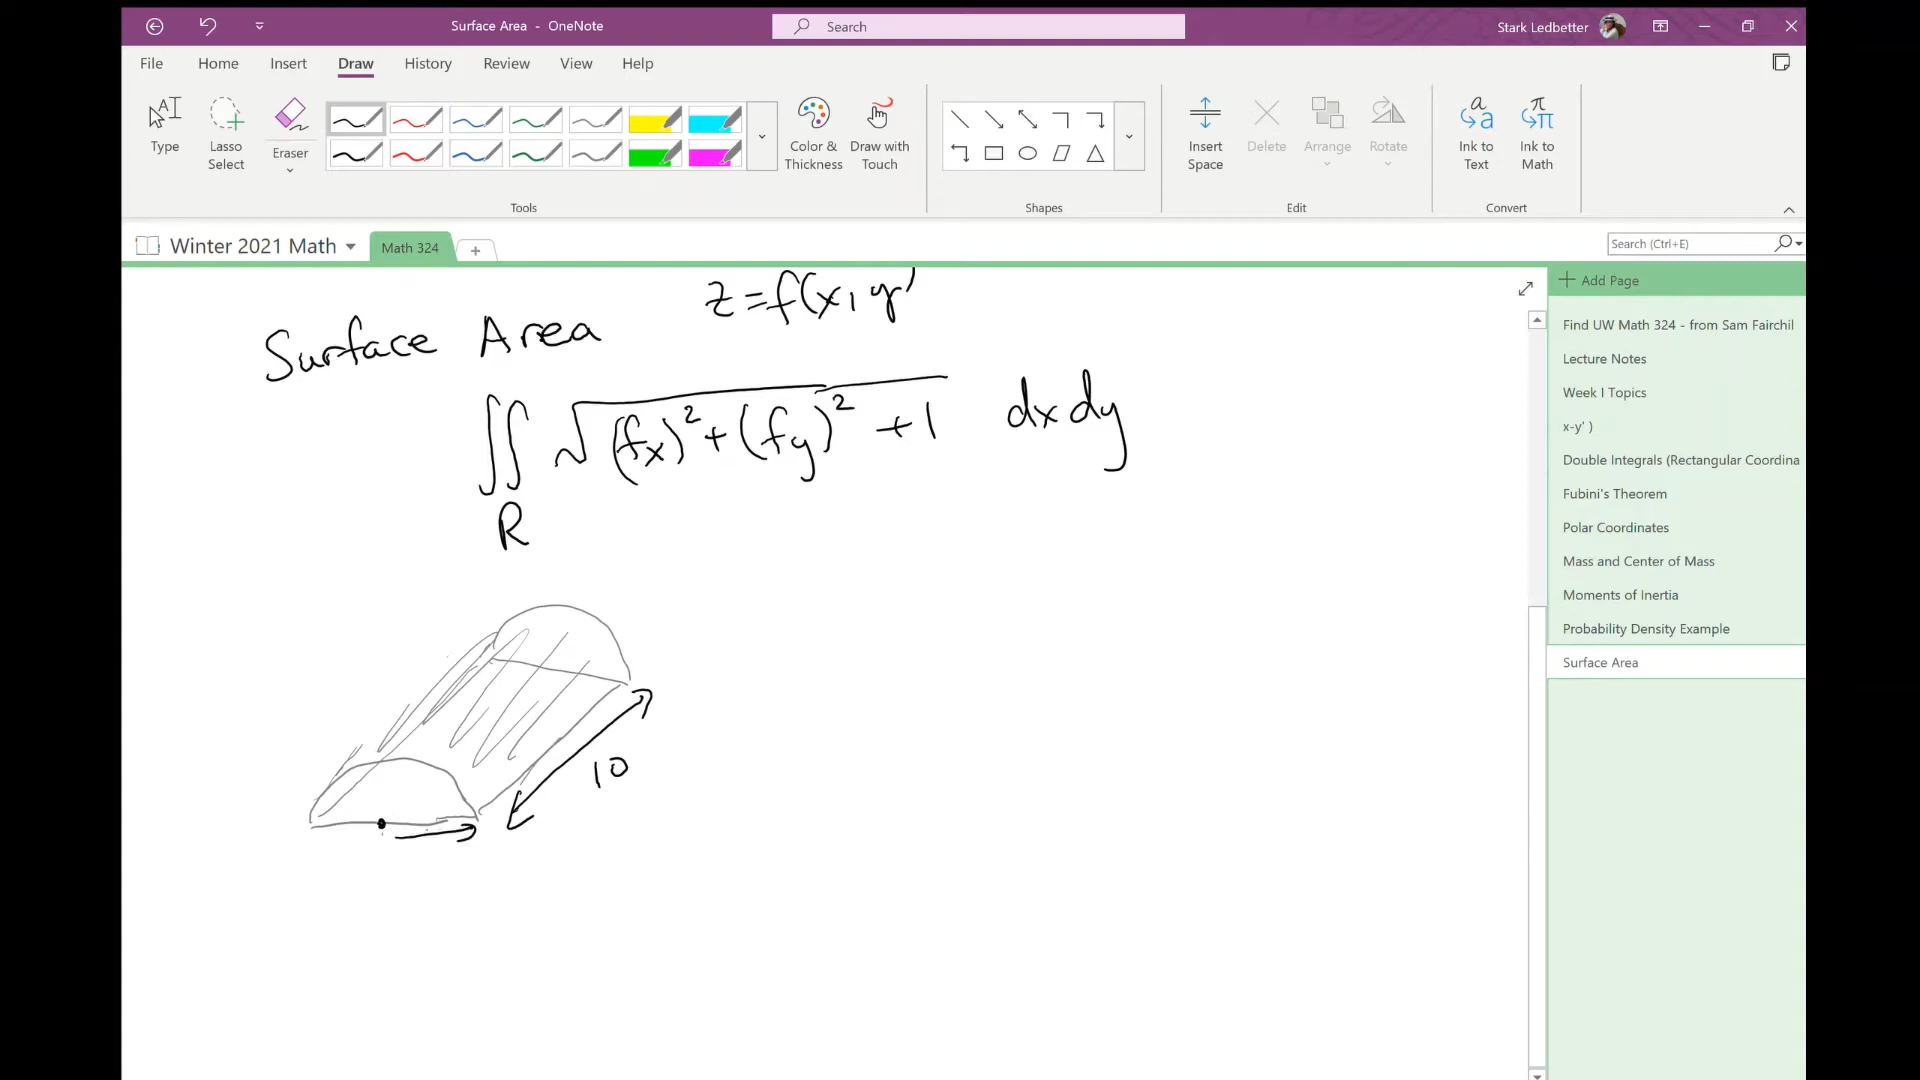 Surface Area - OneNote
Search
Stark Ledbetter
File Home Insert Draw History Review View Help
Type
Lasso Select
Eraser
Color & Thickness
Draw with Touch
Insert Space
Delete
Arrange
Rotate
Ink to Text
Ink to Math
Tools
Shapes
Edit
Convert
Winter 2021 Math
Math 324
Search (Ctrl+E)
Add Page
Find UW Math 324 - from Sam Fairchil
Lecture Notes
Week I Topics
x-y' )
Double Integrals (Rectangular Coordina
Fubini's Theorem
Polar Coordinates
Mass and Center of Mass
Moments of Inertia
Probability Density Example
Surface Area
z = f(x, y)
Surface Area
∬ √((fx)² + (fy)² + 1) dx dy
R
10